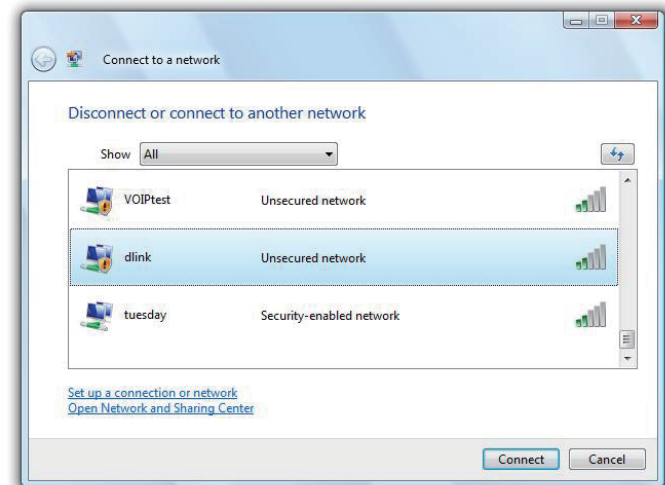 Connect to a network
Disconnect or connect to another network
Show All
VOIPtest Unsecured network
dlink Unsecured network
tuesday Security-enabled network
Set up a connection or network
Open Network and Sharing Center
Connect Cancel